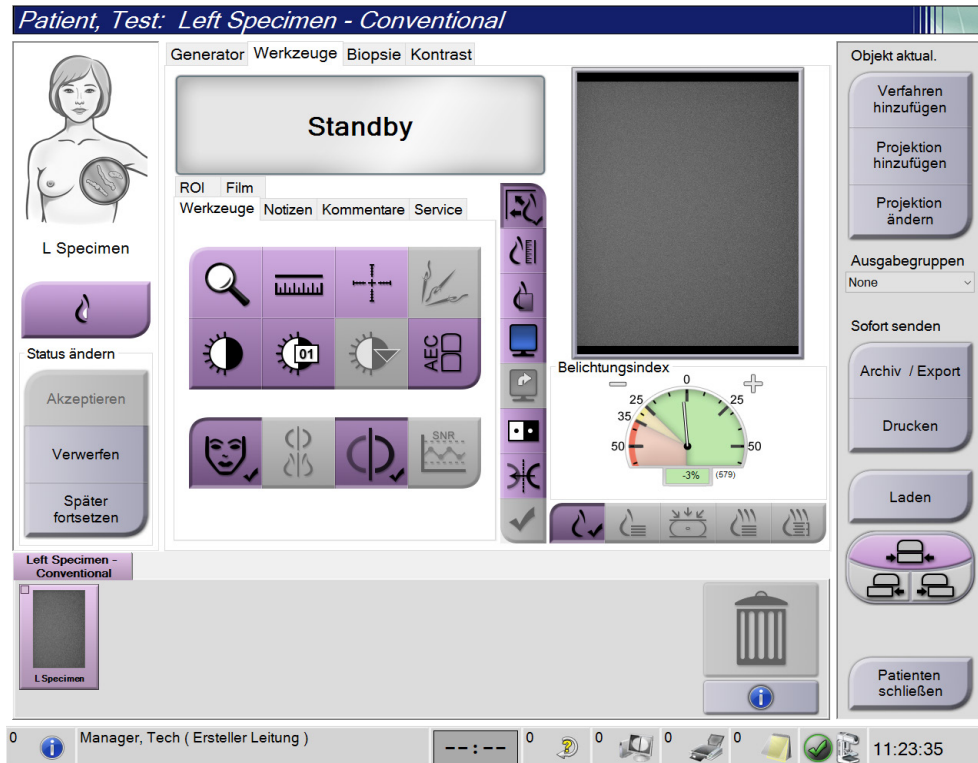 Patient, Test: Left Specimen - Conventional
L Specimen
Status ändern
Akzeptieren
Verwerfen
Später
fortsetzen
Generator Werkzeuge Biopsie Kontrast
Standby
ROI Film
Werkzeuge Notizen Kommentare Service
01
AEC
SNR
Belichtungsindex
0
25 25
35
50 50
-3% (579)
Objekt aktual.
Verfahren
hinzufügen
Projektion
hinzufügen
Projektion
ändern
Ausgabegruppen
None
Sofort senden
Archiv / Export
Drucken
Laden
Patienten
schließen
Left Specimen -
Conventional
L Specimen
0 Manager, Tech ( Ersteller Leitung ) --:-- 0 0 0 0 11:23:35